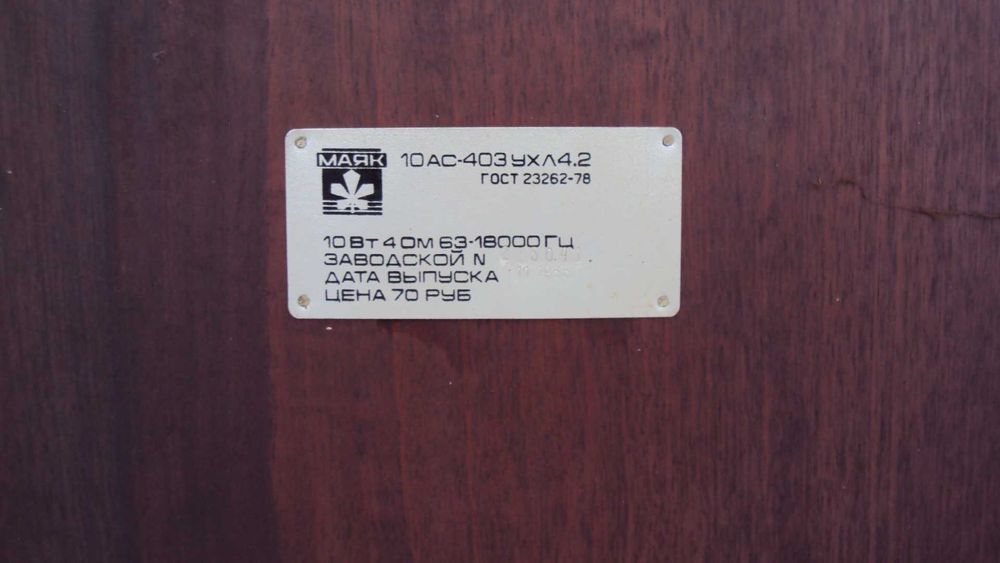 МАЯК 10АС-403 УХЛ4.2
ГОСТ 23262-78
10 Вт 4 Ом 63-18000 Гц
ЗАВОДСКОЙ N
ДАТА ВЫПУСКА
ЦЕНА 70 РУБ